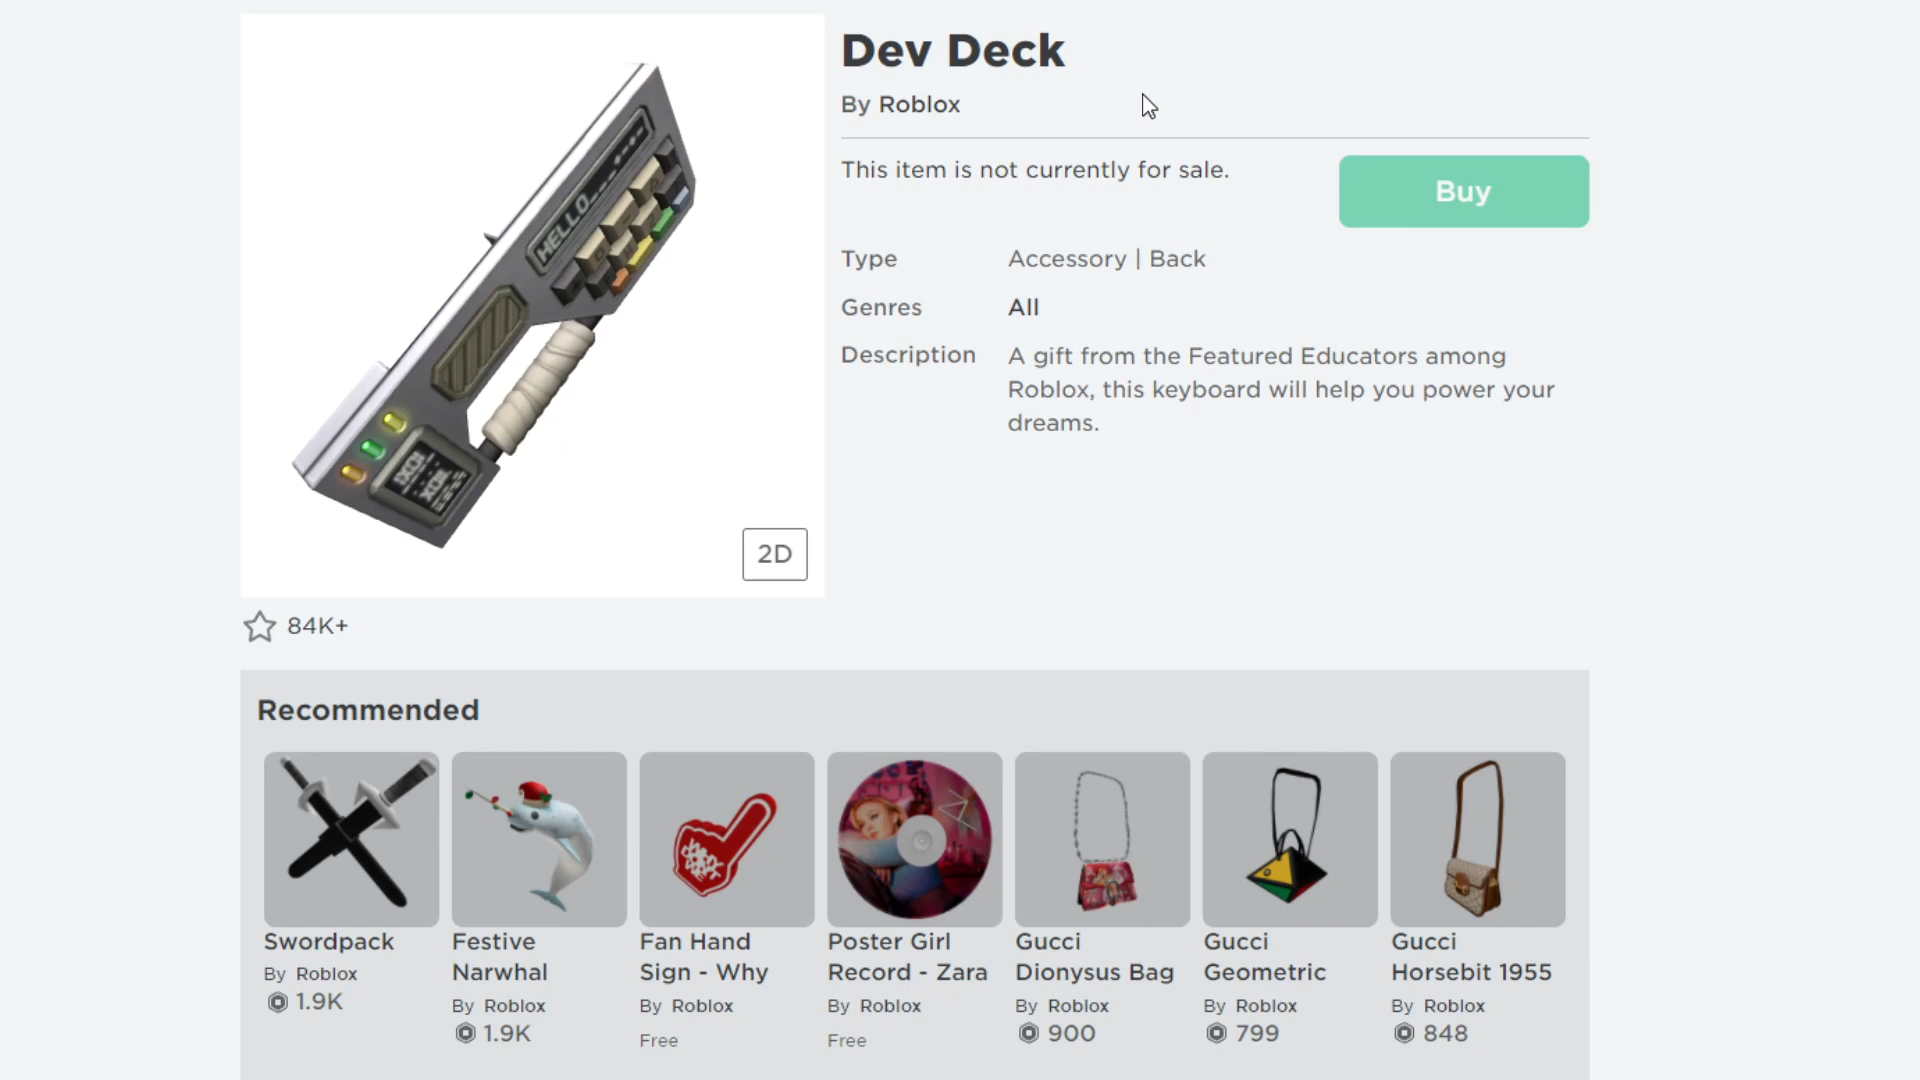 Dev Deck
By Roblox
This item is not currently for sale.
Buy
Type Accessory | Back
Genres All
Description A gift from the Featured Educators among
Roblox, this keyboard will help you power your
dreams.
HELLO
2D
84K+
Recommended
Swordpack
By Roblox
1.9K
Festive
Narwhal
By Roblox
1.9K
Fan Hand
Sign - Why
By Roblox
Free
Poster Girl
Record - Zara
By Roblox
Free
Gucci
Dionysus Bag
By Roblox
900
Gucci
Geometric
By Roblox
799
Gucci
Horsebit 1955
By Roblox
848